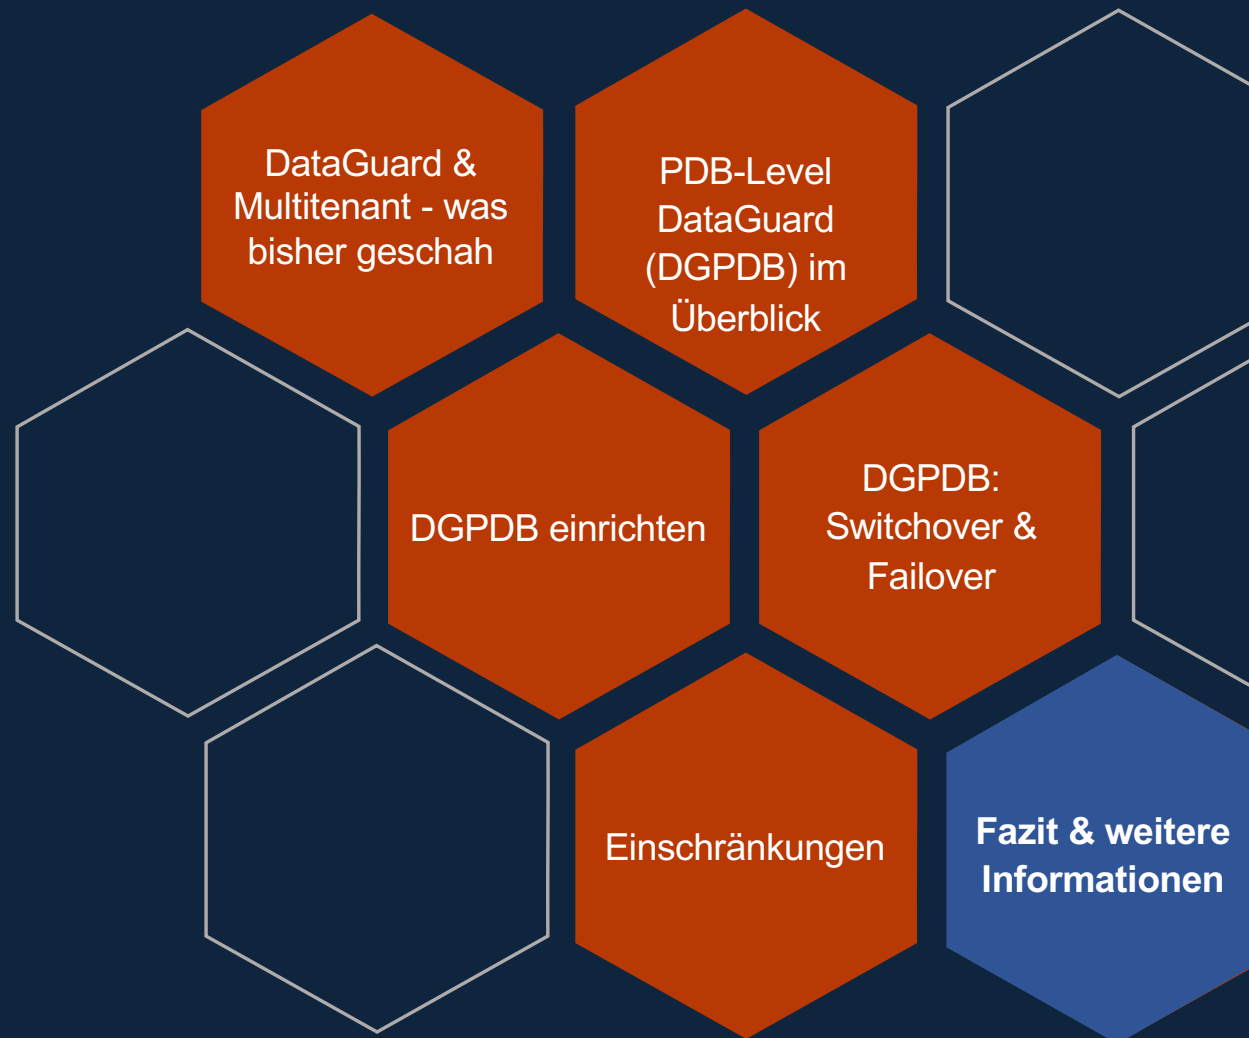 DataGuard &
Multitenant - was
bisher geschah
PDB-Level
DataGuard
(DGPDB) im
Überblick
DGPDB einrichten
DGPDB:
Switchover &
Failover
Einschränkungen
Fazit & weitere
Informationen